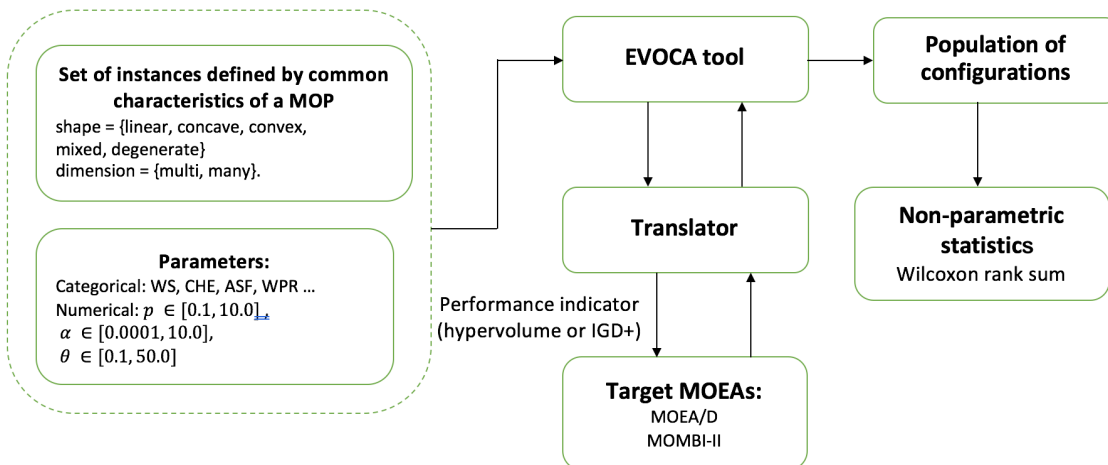 Set of instances defined by common
characteristics of a MOP
shape = {linear, concave, convex,
mixed, degenerate}
dimension = {multi, many}.
Parameters:
Categorical: WS, CHE, ASF, WPR ...
Numerical: p ∈ [0.1, 10.0],
α ∈ [0.0001, 10.0],
θ ∈ [0.1, 50.0]
EVOCA tool
Translator
Performance indicator
(hypervolume or IGD+)
Target MOEAs:
MOEA/D
MOMBI-II
Population of
configurations
Non-parametric
statistics
Wilcoxon rank sum